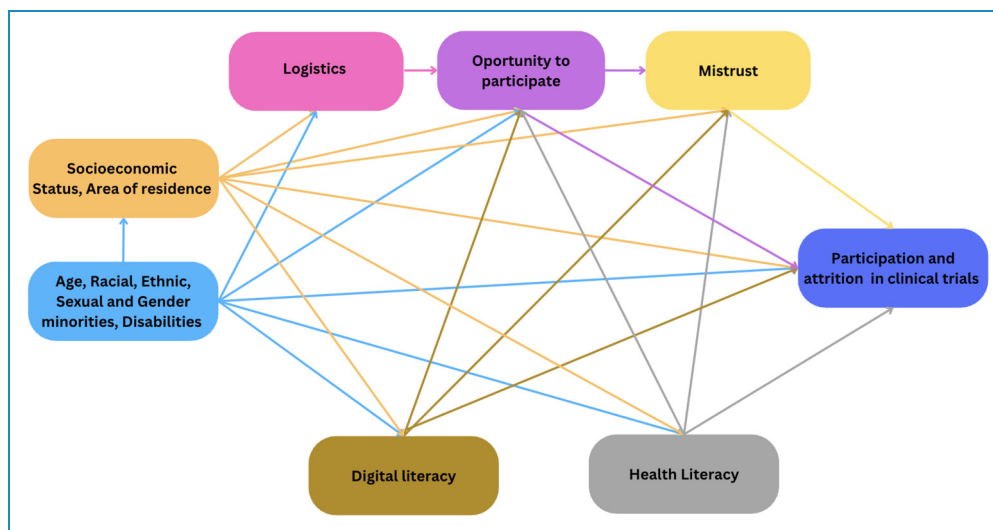 Logistics
Oportunity to
participate
Mistrust
Socioeconomic
Status, Area of residence
Age, Racial, Ethnic,
Sexual and Gender
minorities, Disabilities
Participation and
attrition in clinical trials
Digital literacy
Health Literacy